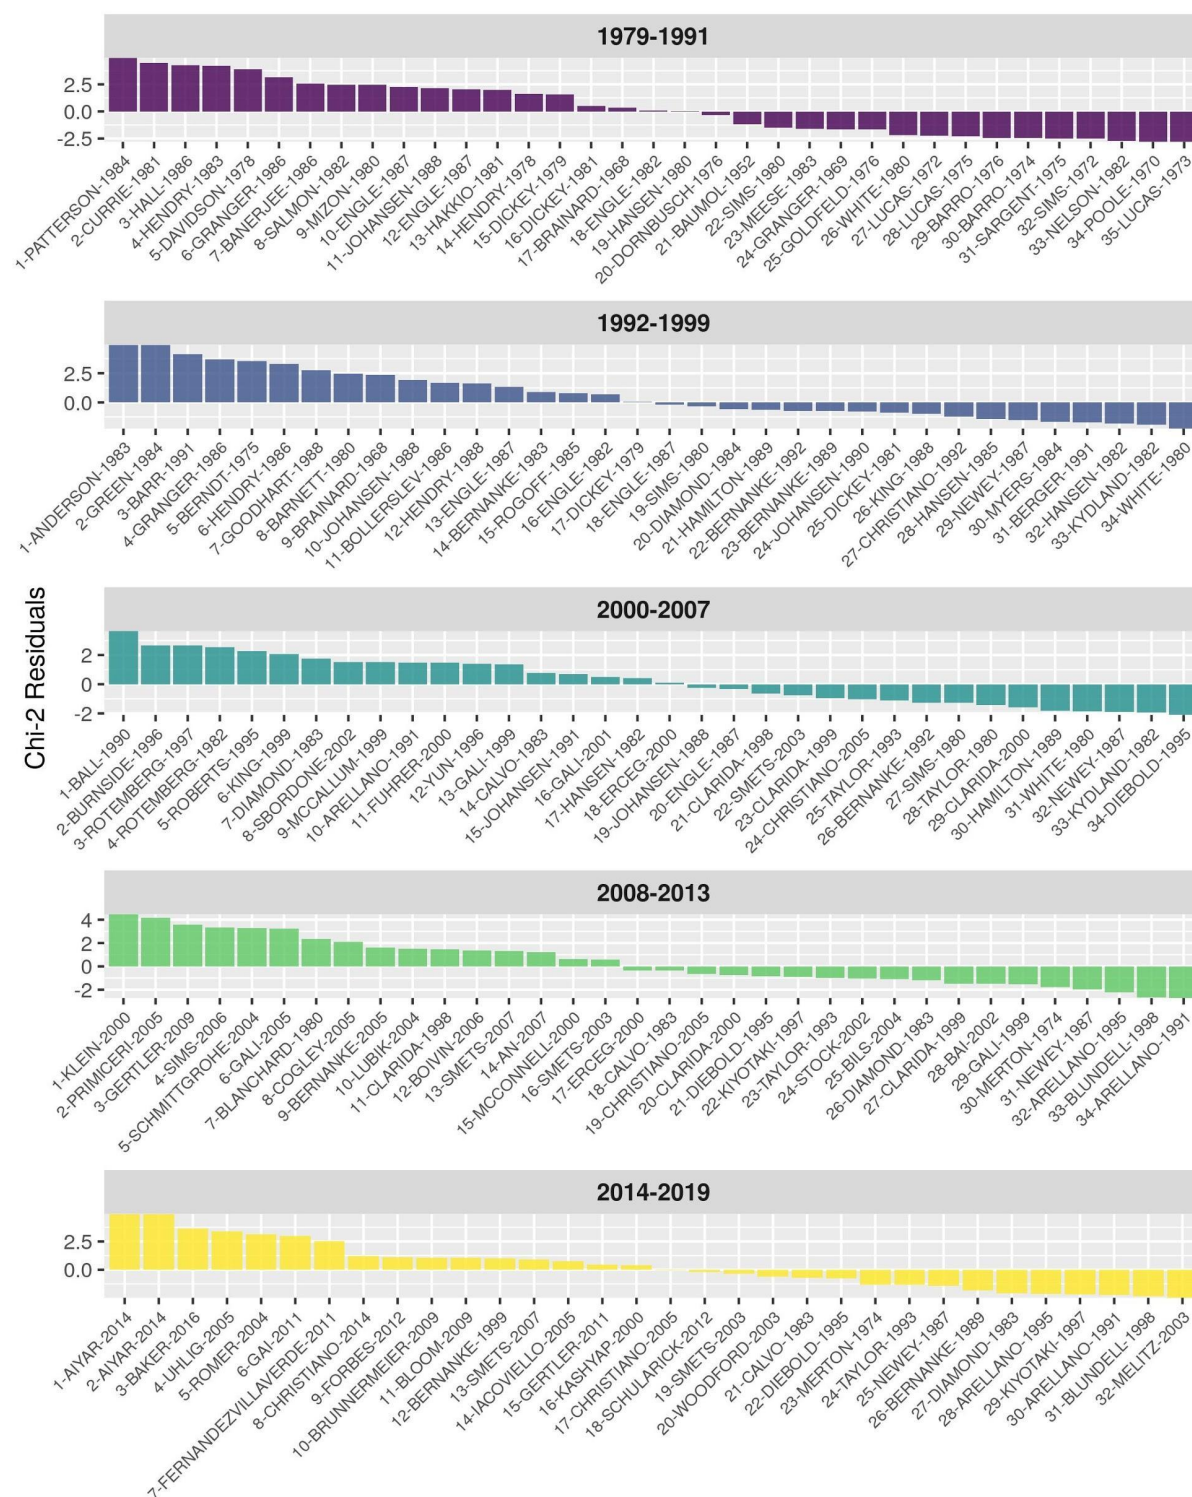 1979-1991
2.5
0.0
-2.5
1-PATTERSON-1984
2-CURRIE-1981
3-HALL-1986
4-HENDRY-1983
5-DAVIDSON-1978
6-GRANGER-1986
7-BANERJEE-1986
8-SALMON-1982
9-MIZON-1980
10-ENGLE-1987
11-JOHANSEN-1988
12-ENGLE-1987
13-HAKKIO-1981
14-HENDRY-1978
15-DICKEY-1979
16-DICKEY-1981
17-BRAINARD-1968
18-ENGLE-1982
19-HANSEN-1980
20-DORNBUSCH-1976
21-BAUMOL-1952
22-SIMS-1980
23-MEESE-1983
24-GRANGER-1969
25-GOLDFELD-1976
26-WHITE-1980
27-LUCAS-1972
28-LUCAS-1975
29-BARRO-1976
30-BARRO-1974
31-SARGENT-1975
32-SIMS-1972
33-NELSON-1982
34-POOLE-1970
35-LUCAS-1973
1992-1999
2.5
0.0
1-ANDERSON-1983
2-GREEN-1984
3-BARR-1991
4-GRANGER-1986
5-BERNDT-1975
6-HENDRY-1986
7-GOODHART-1988
8-BARNETT-1980
9-BRAINARD-1968
10-JOHANSEN-1988
11-BOLLERSLEV-1986
12-HENDRY-1988
13-ENGLE-1987
14-BERNANKE-1983
15-ROGOFF-1985
16-ENGLE-1982
17-DICKEY-1979
18-ENGLE-1987
19-SIMS-1980
20-DIAMOND-1984
21-HAMILTON-1989
22-BERNANKE-1992
23-BERNANKE-1989
24-JOHANSEN-1990
25-DICKEY-1981
26-KING-1988
27-CHRISTIANO-1992
28-HANSEN-1985
29-NEWEY-1987
30-MYERS-1984
31-BERGER-1991
32-HANSEN-1982
33-KYDLAND-1982
34-WHITE-1980
Chi-2 Residuals
2000-2007
2
0
-2
1-BALL-1990
2-BURNSIDE-1996
3-ROTEMBERG-1997
4-ROTEMBERG-1982
5-ROBERTS-1995
6-KING-1999
7-DIAMOND-1983
8-SBORDONE-2002
9-MCCALLUM-1999
10-ARELLANO-1991
11-FUHRER-2000
12-YUN-1996
13-GALI-1999
14-CALVO-1983
15-JOHANSEN-1991
16-GALI-2001
17-HANSEN-1982
18-ERCEG-2000
19-JOHANSEN-1988
20-ENGLE-1987
21-CLARIDA-1998
22-SMETS-2003
23-CLARIDA-1999
24-CHRISTIANO-2005
25-TAYLOR-1993
26-BERNANKE-1992
27-SIMS-1980
28-TAYLOR-1980
29-CLARIDA-2000
30-HAMILTON-1989
31-WHITE-1980
32-NEWEY-1987
33-KYDLAND-1982
34-DIEBOLD-1995
2008-2013
4
2
0
-2
1-KLEIN-2000
2-PRIMICERI-2005
3-GERTLER-2009
4-SIMS-2006
5-SCHMITTGROHE-2004
6-GALI-2005
7-BLANCHARD-1980
8-COGLEY-2005
9-BERNANKE-2005
10-LUBIK-2004
11-CLARIDA-1998
12-BOIVIN-2006
13-SMETS-2007
14-AN-2007
15-MCCONNELL-2000
16-SMETS-2003
17-ERCEG-2000
18-CALVO-1983
19-CHRISTIANO-2005
20-CLARIDA-2000
21-DIEBOLD-1995
22-KIYOTAKI-1997
23-TAYLOR-1993
24-STOCK-2002
25-BILS-2004
26-DIAMOND-1983
27-CLARIDA-1999
28-BAI-2002
29-GALI-1999
30-MERTON-1974
31-NEWEY-1987
32-ARELLANO-1995
33-BLUNDELL-1998
34-ARELLANO-1991
2014-2019
2.5
0.0
1-AIYAR-2014
2-AIYAR-2014
3-BAKER-2016
4-UHLIG-2005
5-ROMER-2004
6-GALI-2011
7-FERNANDEZVILLAVERDE-2011
8-CHRISTIANO-2014
9-FORBES-2012
10-BRUNNERMEIER-2009
11-BLOOM-2009
12-BERNANKE-1999
13-SMETS-2007
14-IACOVIELLO-2005
15-GERTLER-2011
16-KASHYAP-2000
17-CHRISTIANO-2005
18-SCHULARICK-2012
19-SMETS-2003
20-WOODFORD-2003
21-CALVO-1983
22-DIEBOLD-1995
23-MERTON-1974
24-TAYLOR-1993
25-NEWEY-1987
26-BERNANKE-1989
27-DIAMOND-1983
28-ARELLANO-1995
29-KIYOTAKI-1997
30-ARELLANO-1991
31-BLUNDELL-1998
32-MELITZ-2003